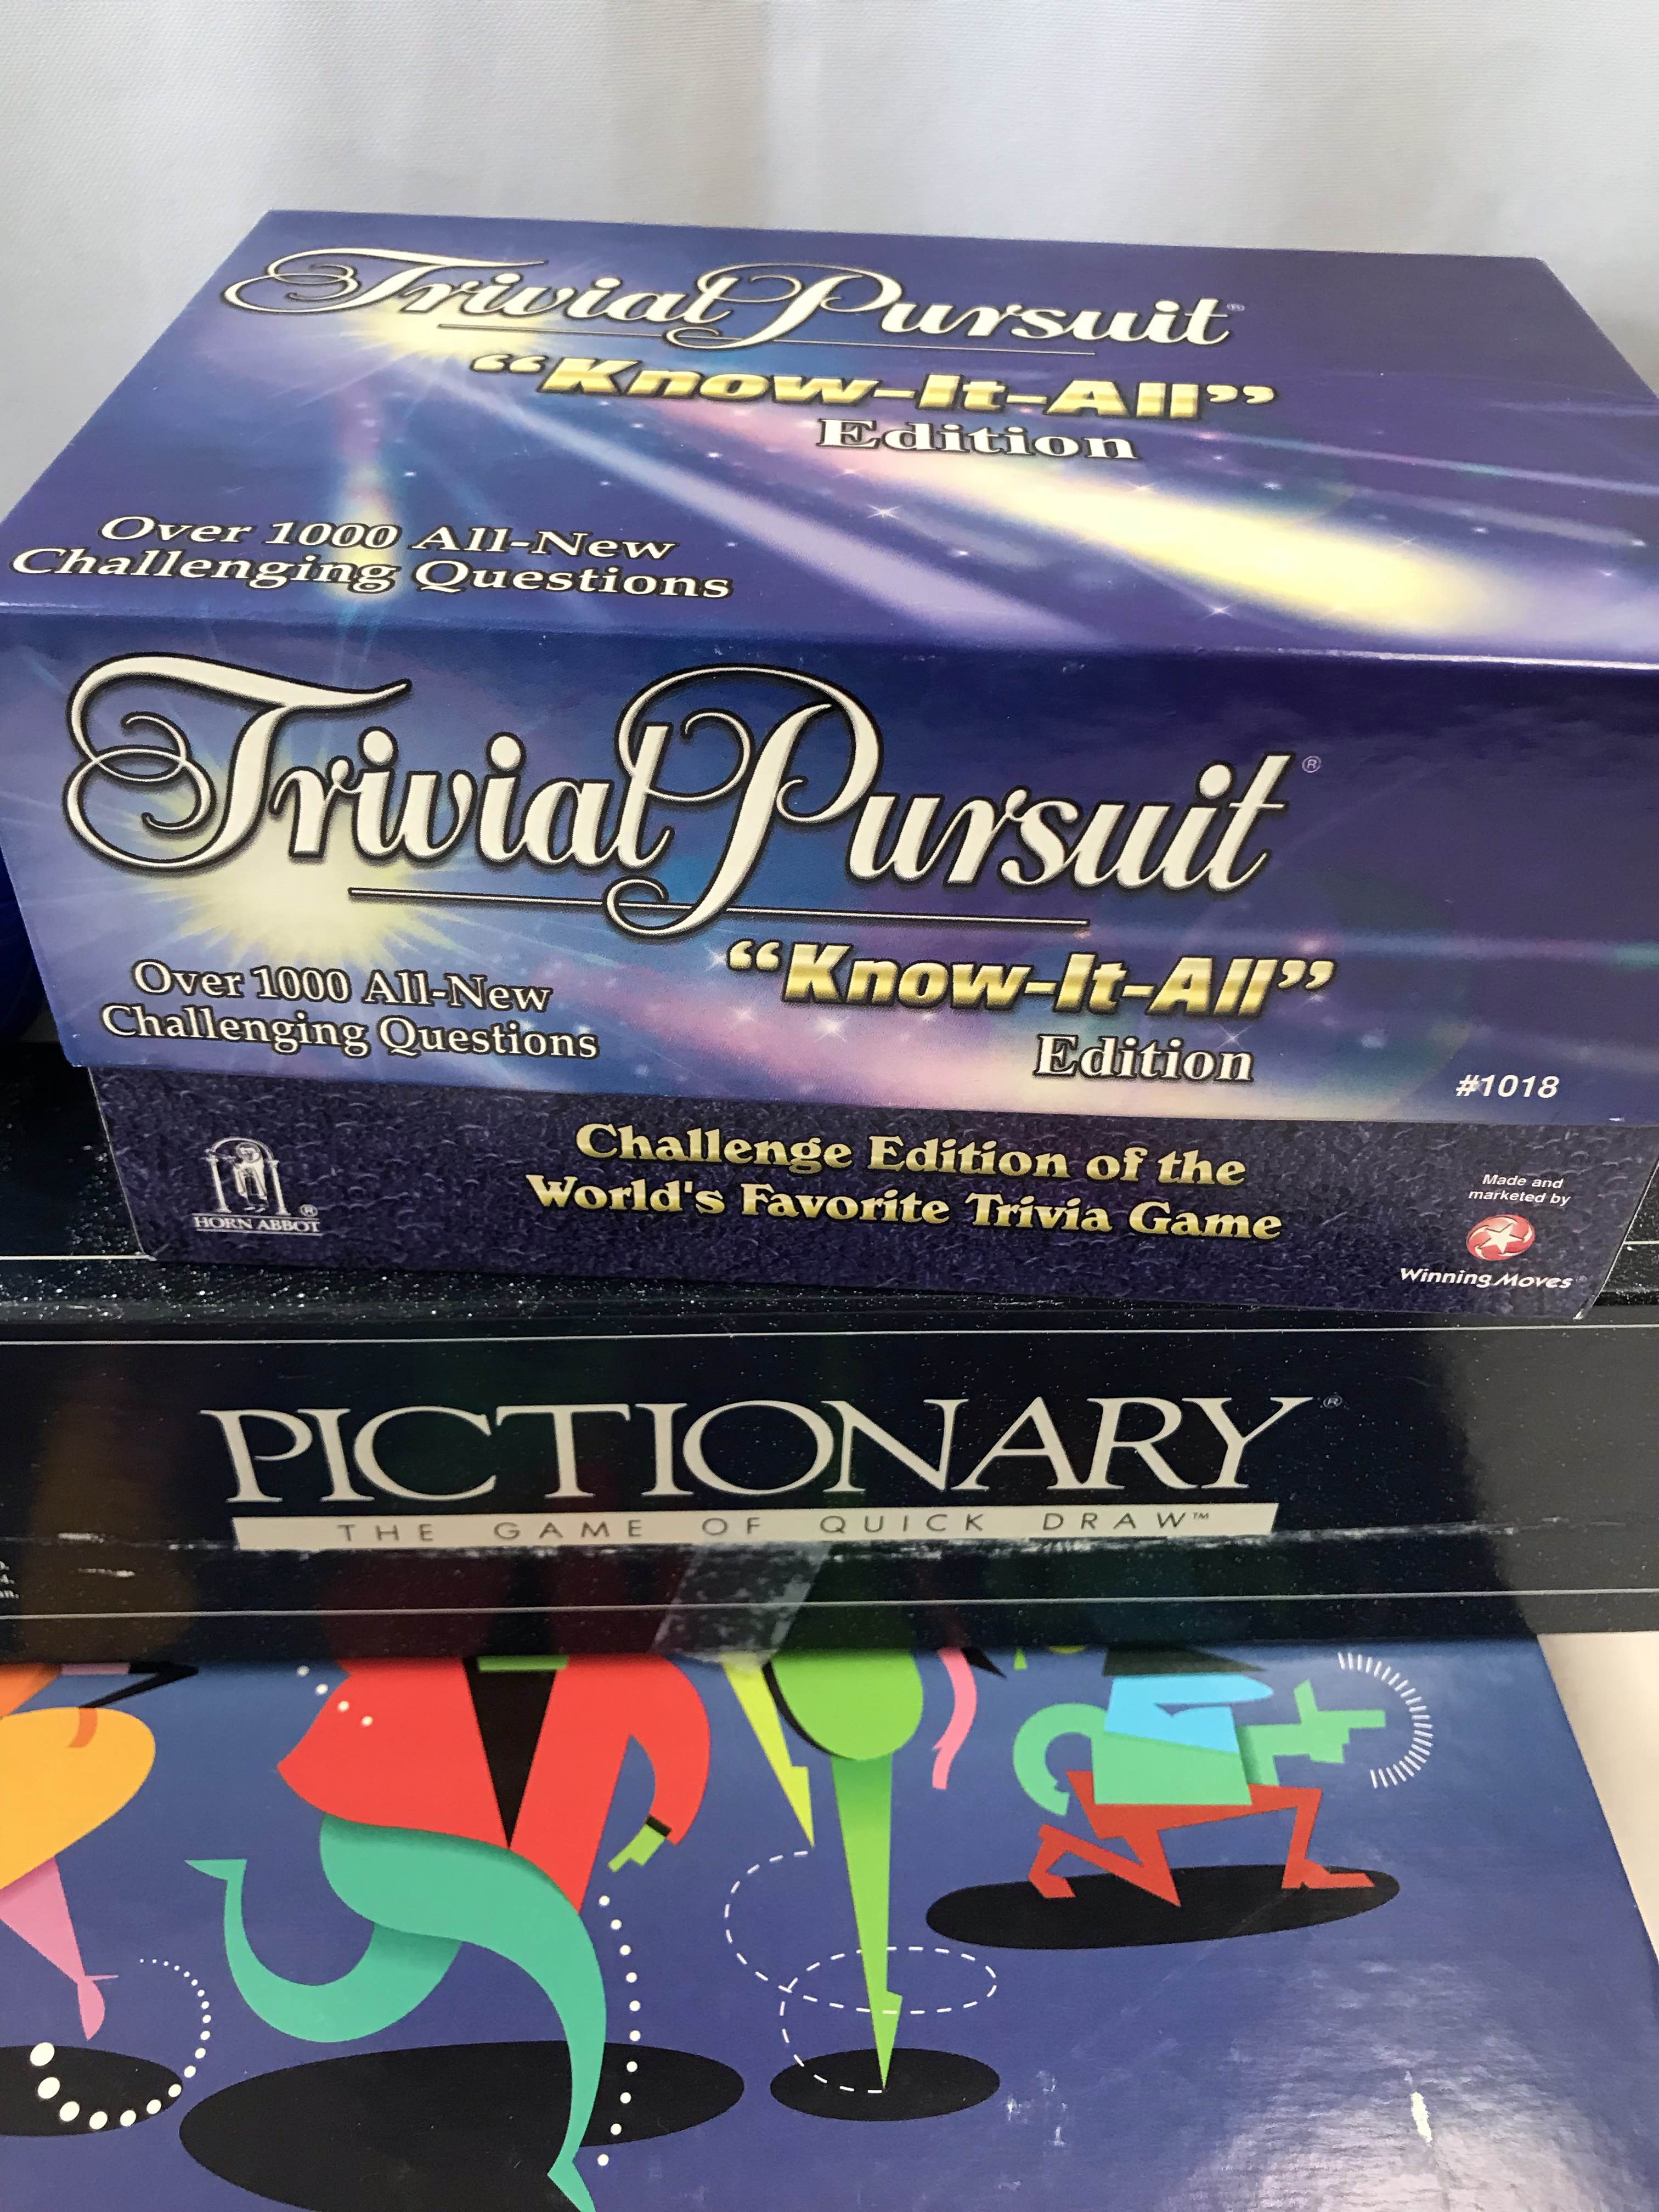 Trivial Pursuit®
“Know-It-All”
Edition
Over 1000 All-New
Challenging Questions
Trivial Pursuit®
“Know-It-All”
Edition
Over 1000 All-New
Challenging Questions
#1018
Challenge Edition of the
World's Favorite Trivia Game
HORN ABBOT®
Made and
marketed by
Winning Moves®
PICTIONARY®
THE GAME OF QUICK DRAW™